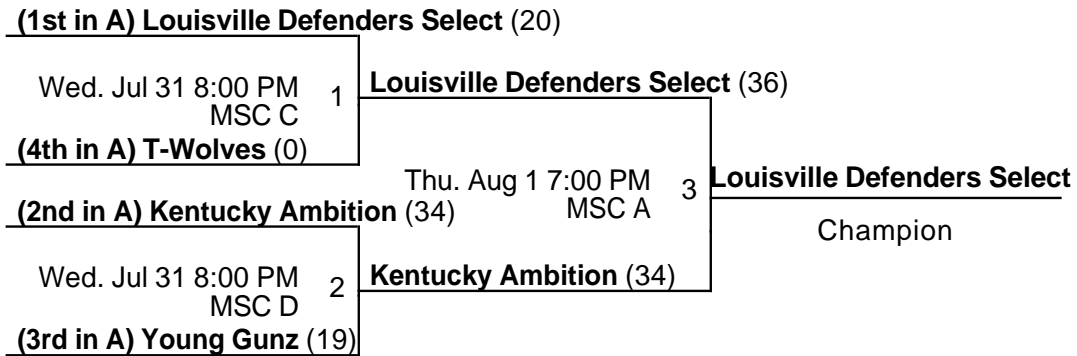 (1st in A) Louisville Defenders Select (20)
Wed. Jul 31 8:00 PM 1
MSC C
Louisville Defenders Select (36)
(4th in A) T-Wolves (0)
Thu. Aug 1 7:00 PM 3
MSC A
Louisville Defenders Select
Champion
(2nd in A) Kentucky Ambition (34)
Wed. Jul 31 8:00 PM 2
MSC D
Kentucky Ambition (34)
(3rd in A) Young Gunz (19)